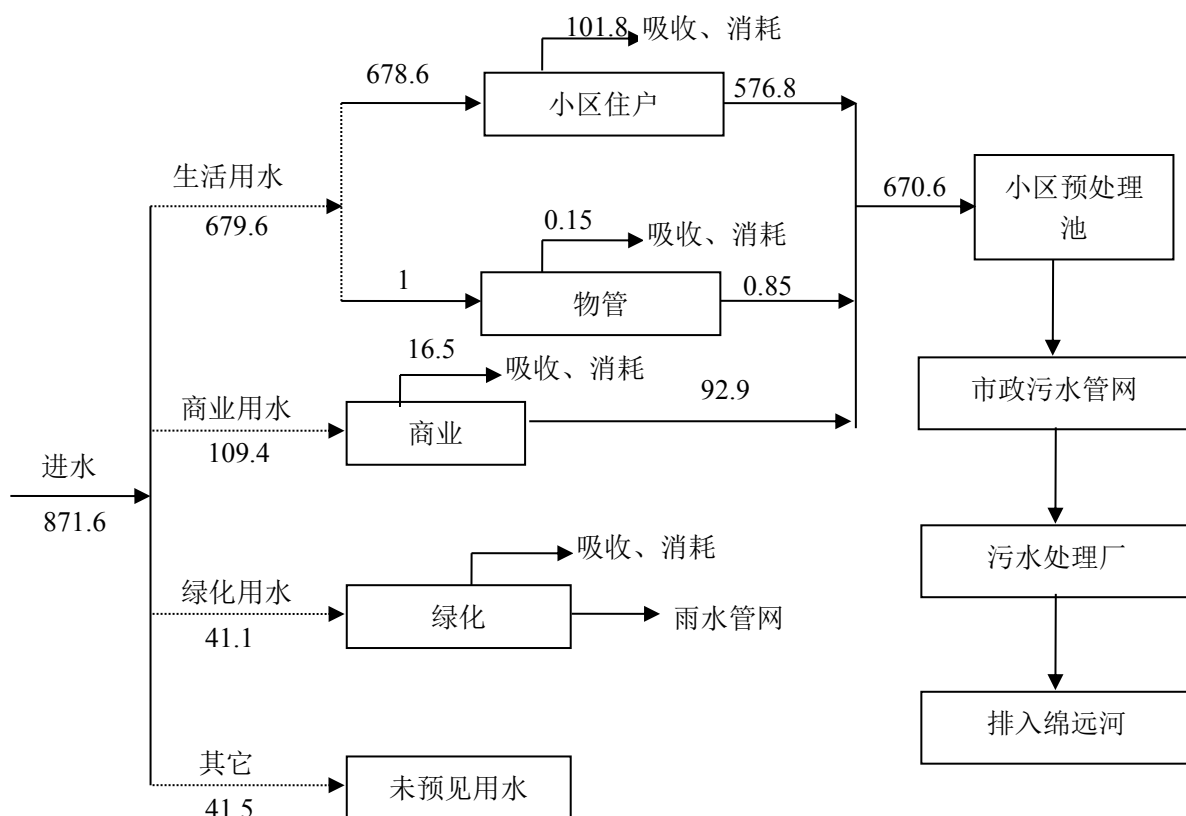 101.8
吸收、消耗
678.6
小区住户
576.8
生活用水
679.6
670.6
小区预处理
池
0.15
吸收、消耗
1
物管
0.85
16.5
吸收、消耗
商业用水
109.4
商业
92.9
市政污水管网
进水
871.6
吸收、消耗
绿化用水
41.1
绿化
雨水管网
污水处理厂
排入绵远河
其它
41.5
未预见用水